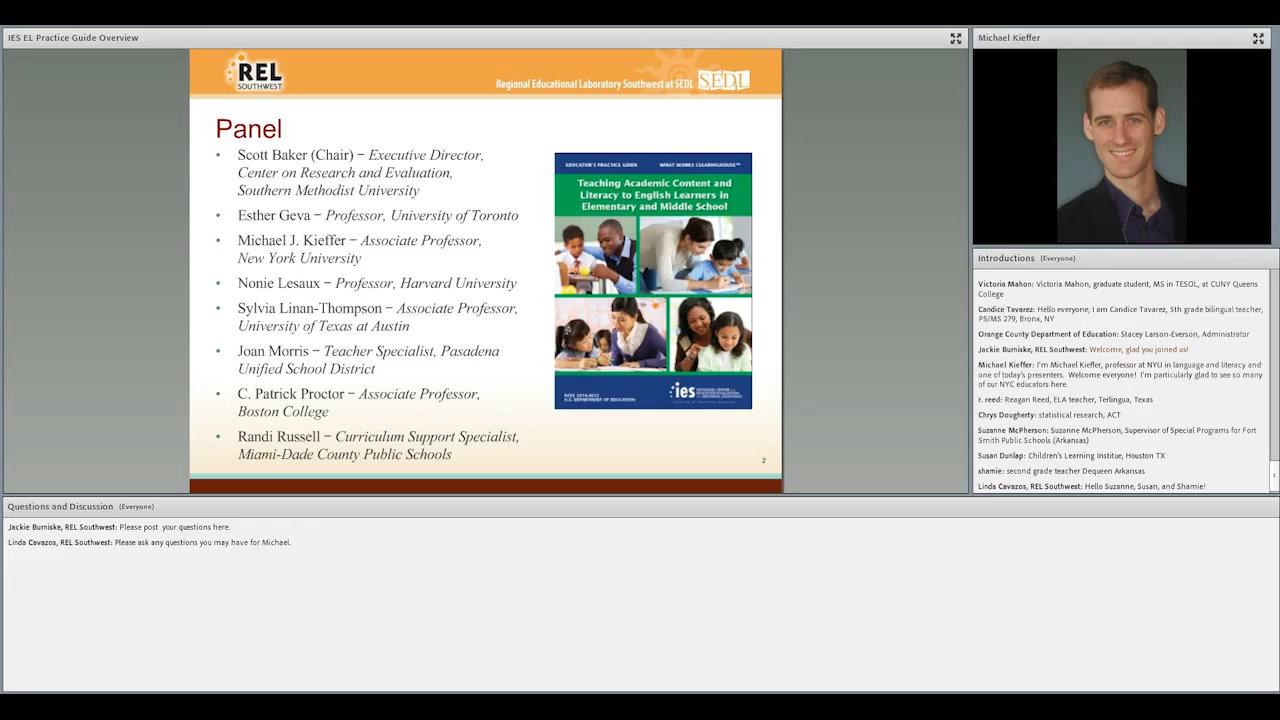 IES EL Practice Guide Overview
REL
SOUTHWEST
Regional Educational Laboratory Southwest at SEDL
SEDL
Panel
• Scott Baker (Chair) − Executive Director,
Center on Research and Evaluation,
Southern Methodist University
• Esther Geva − Professor, University of Toronto
• Michael J. Kieffer − Associate Professor,
New York University
• Nonie Lesaux − Professor, Harvard University
• Sylvia Linan-Thompson − Associate Professor,
University of Texas at Austin
• Joan Morris − Teacher Specialist, Pasadena
Unified School District
• C. Patrick Proctor − Associate Professor,
Boston College
• Randi Russell − Curriculum Support Specialist,
Miami-Dade County Public Schools
EDUCATOR'S PRACTICE GUIDE WHAT WORKS CLEARINGHOUSE™
Teaching Academic Content and
Literacy to English Learners in
Elementary and Middle School
NCEE 2014-4012
U.S. DEPARTMENT OF EDUCATION
ies
2
Michael Kieffer
Introductions (Everyone)
Victoria Mahon: Victoria Mahon, graduate student, MS in TESOL, at CUNY Queens
College
Candice Tavarez: Hello everyone, I am Candice Tavarez, 5th grade bilingual teacher,
PS/MS 279, Bronx, NY
Orange County Department of Education: Stacey Larson-Everson, Administrator
Jackie Burniske, REL Southwest: Welcome, glad you joined us!
Michael Kieffer: I'm Michael Kieffer, professor at NYU in language and literacy and
one of today's presenters. Welcome everyone! I'm particularly glad to see so many
of our NYC educators here.
r. reed: Reagan Reed, ELA teacher, Terlingua, Texas
Chrys Dougherty: statistical research, ACT
Suzanne McPherson: Suzanne McPherson, Supervisor of Special Programs for Fort
Smith Public Schools (Arkansas)
Susan Dunlap: Children's Learning Institue, Houston TX
shamie: second grade teacher Dequeen Arkansas
Linda Cavazos, REL Southwest: Hello Suzanne, Susan, and Shamie!
Questions and Discussion (Everyone)
Jackie Burniske, REL Southwest: Please post your questions here.
Linda Cavazos, REL Southwest: Please ask any questions you may have for Michael.